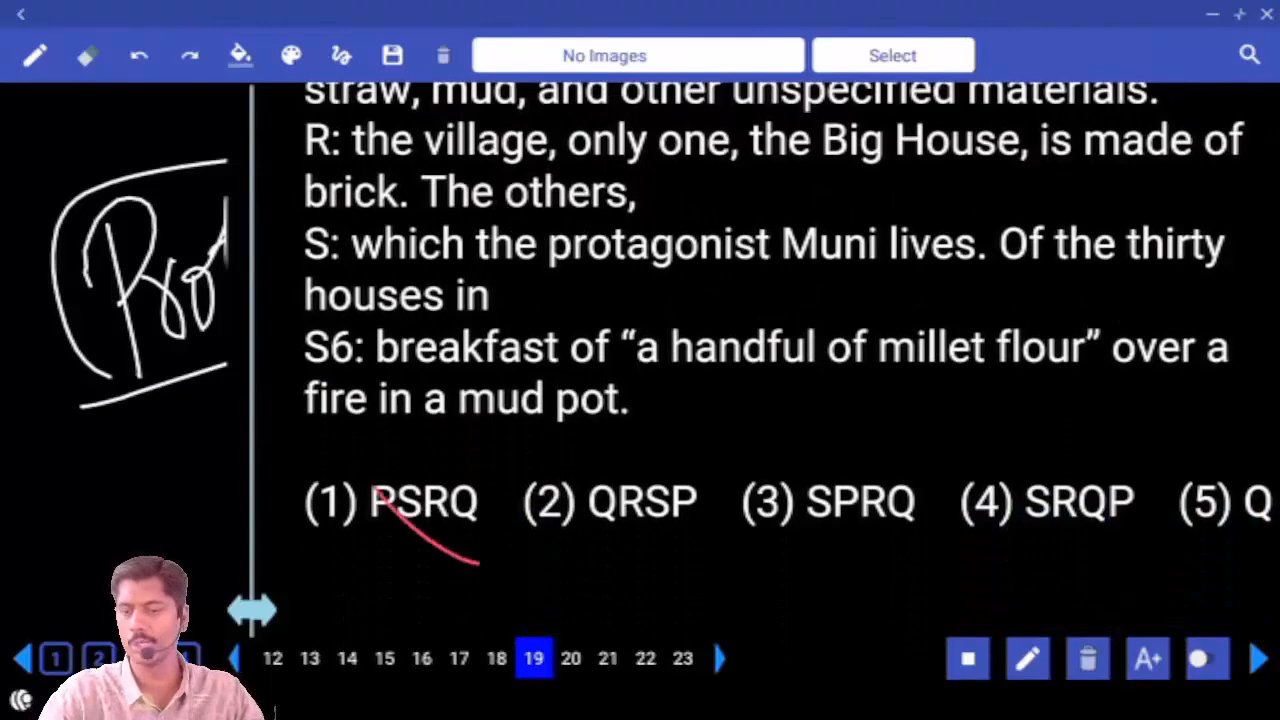 No Images
Select
straw, mud, and other unspecified materials.
R: the village, only one, the Big House, is made of
brick. The others,
S: which the protagonist Muni lives. Of the thirty
houses in
S6: breakfast of “a handful of millet flour” over a
fire in a mud pot.
(1) PSRQ (2) QRSP (3) SPRQ (4) SRQP (5) Q
1 2 12 13 14 15 16 17 18 19 20 21 22 23 A+